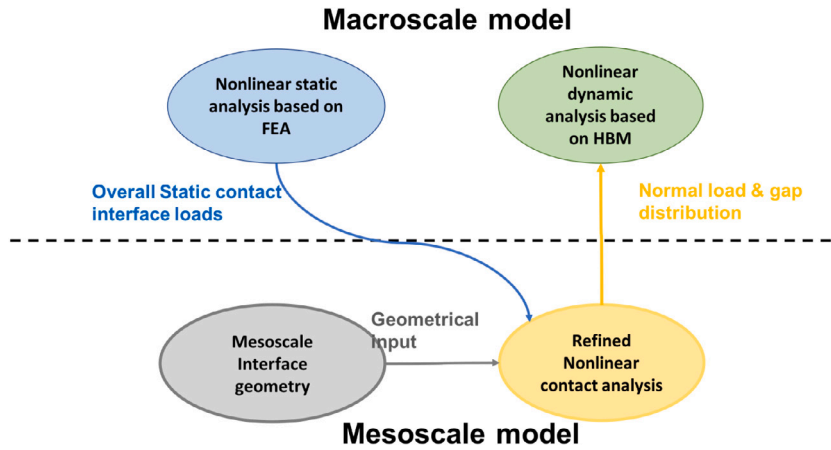 Macroscale model
Nonlinear static
analysis based on
FEA
Nonlinear
dynamic
analysis based
on HBM
Overall Static contact
interface loads
Normal load & gap
distribution
Mesoscale
Interface
geometry
Geometrical
input
Refined
Nonlinear
contact analysis
Mesoscale model